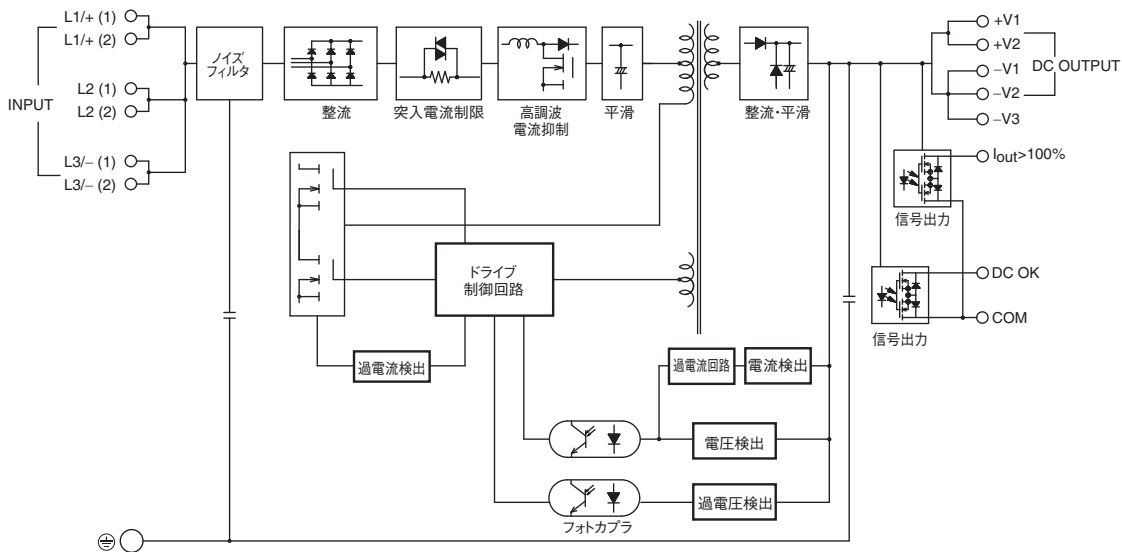 INPUT
L1/+ (1)
L1/+ (2)
L2 (1)
L2 (2)
L3/− (1)
L3/− (2)
ノイズ
フィルタ
整流
突入電流制限
高調波
電流抑制
平滑
整流・平滑
+V1
+V2
−V1
−V2
−V3
DC OUTPUT
Iout>100%
信号出力
DC OK
COM
信号出力
ドライブ
制御回路
過電流検出
過電流回路
電流検出
電圧検出
過電圧検出
フォトカプラ